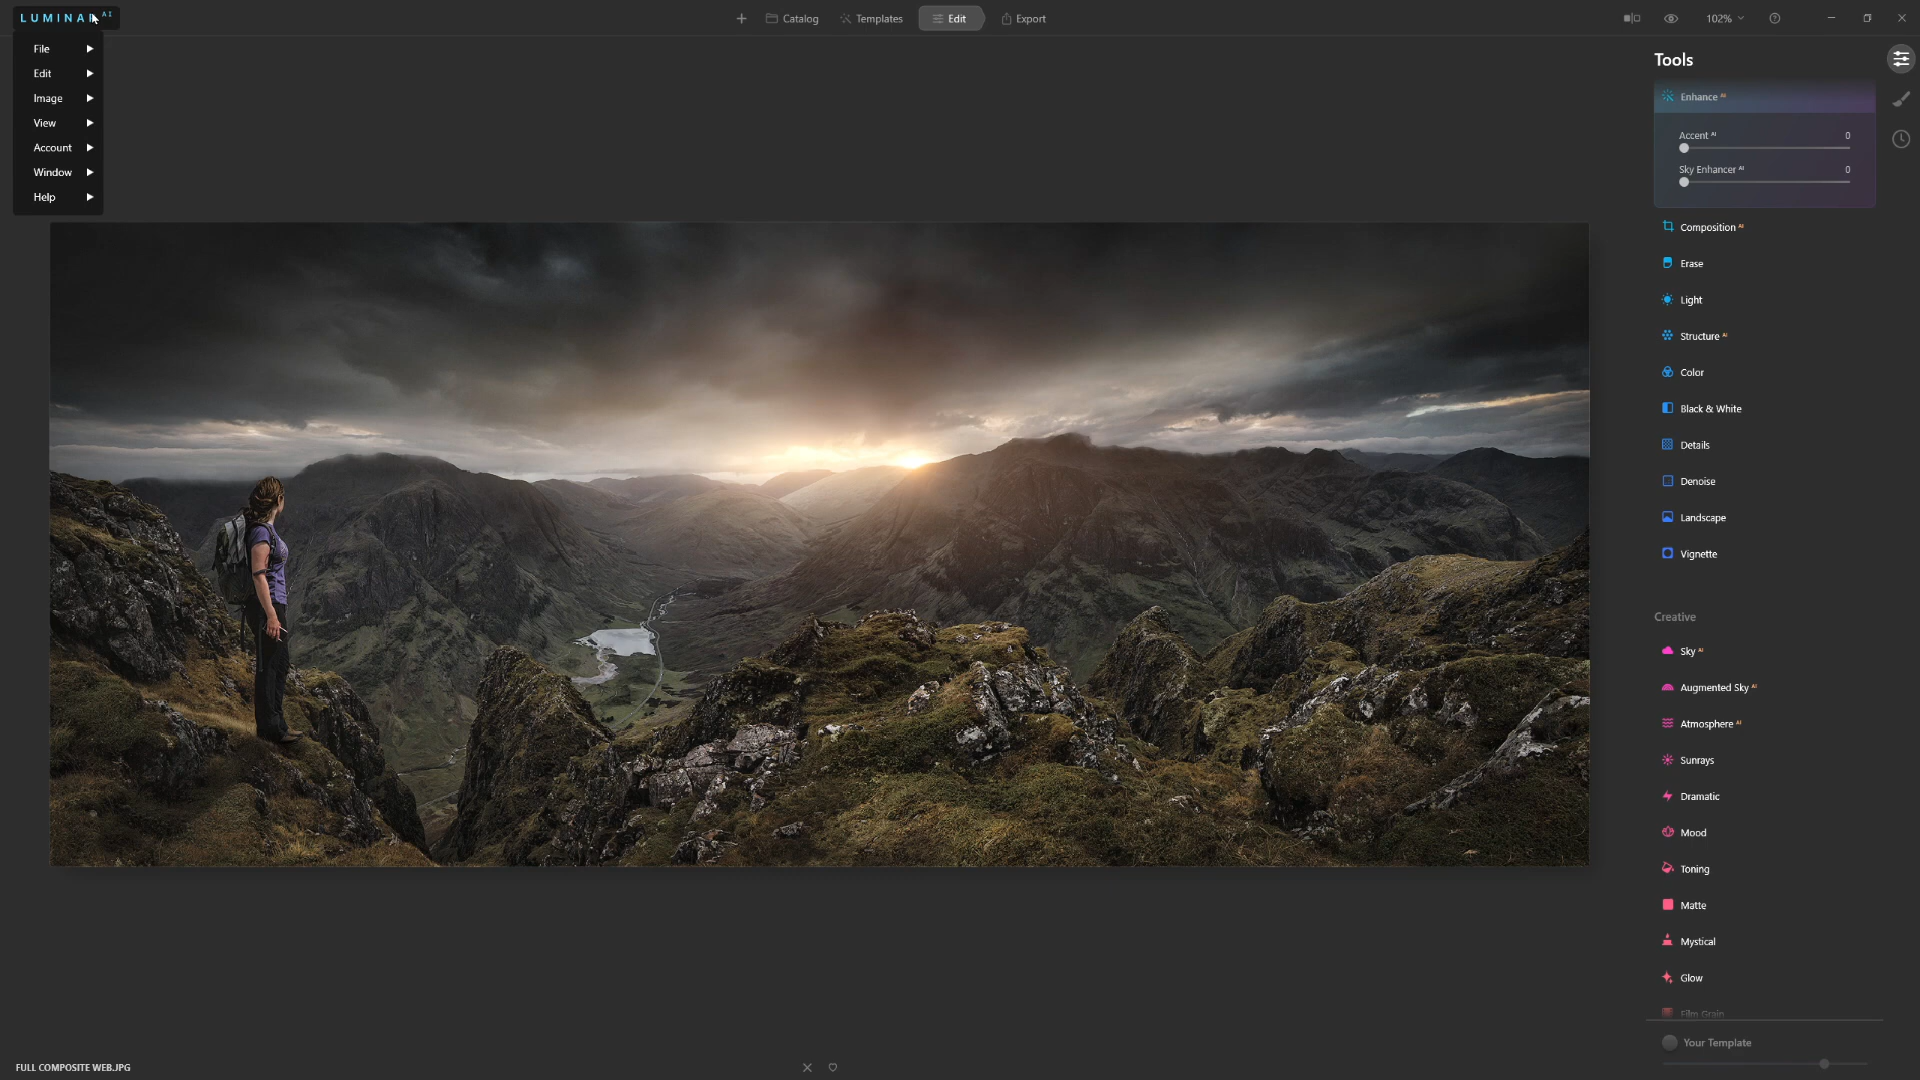 LUMINAR AI
Catalog
Templates
Edit
Export
102%
File
Edit
Image
View
Account
Window
Help
Tools
Enhance AI
Accent AI 0
Sky Enhancer AI 0
Composition AI
Erase
Light
Structure AI
Color
Black & White
Details
Denoise
Landscape
Vignette
Creative
Sky AI
Augmented Sky AI
Atmosphere AI
Sunrays
Dramatic
Mood
Toning
Matte
Mystical
Glow
Film Grain
Your Template
FULL COMPOSITE WEB.JPG